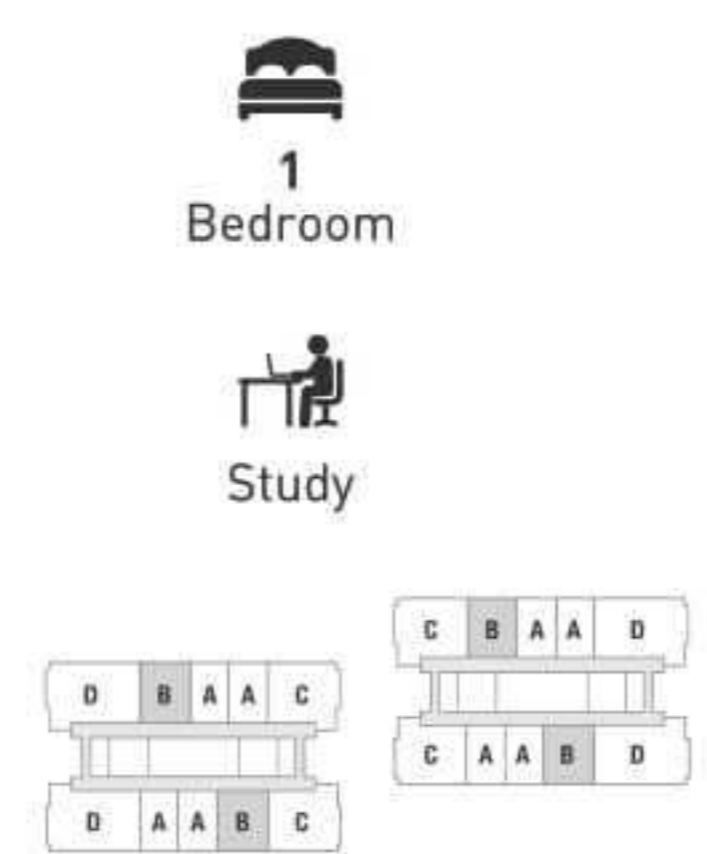 1
Bedroom
Study
C B A A D
D B A A C
C A A B D
D A A B C